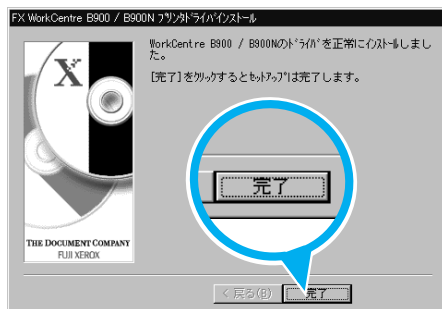 FX WorkCentre B900 / B900N ﾌﾟﾘﾝﾀﾄﾞﾗｲﾊﾞｲﾝｽﾄｰﾙ
WorkCentre B900 / B900Nのﾄﾞﾗｲﾊﾞを正常にｲﾝｽﾄｰﾙしまし
た。
[完了]をｸﾘｯｸするとｾｯﾄｱｯﾌﾟは完了します。
X
完了
THE DOCUMENT COMPANY
FUJI XEROX
< 戻る(B)
完了